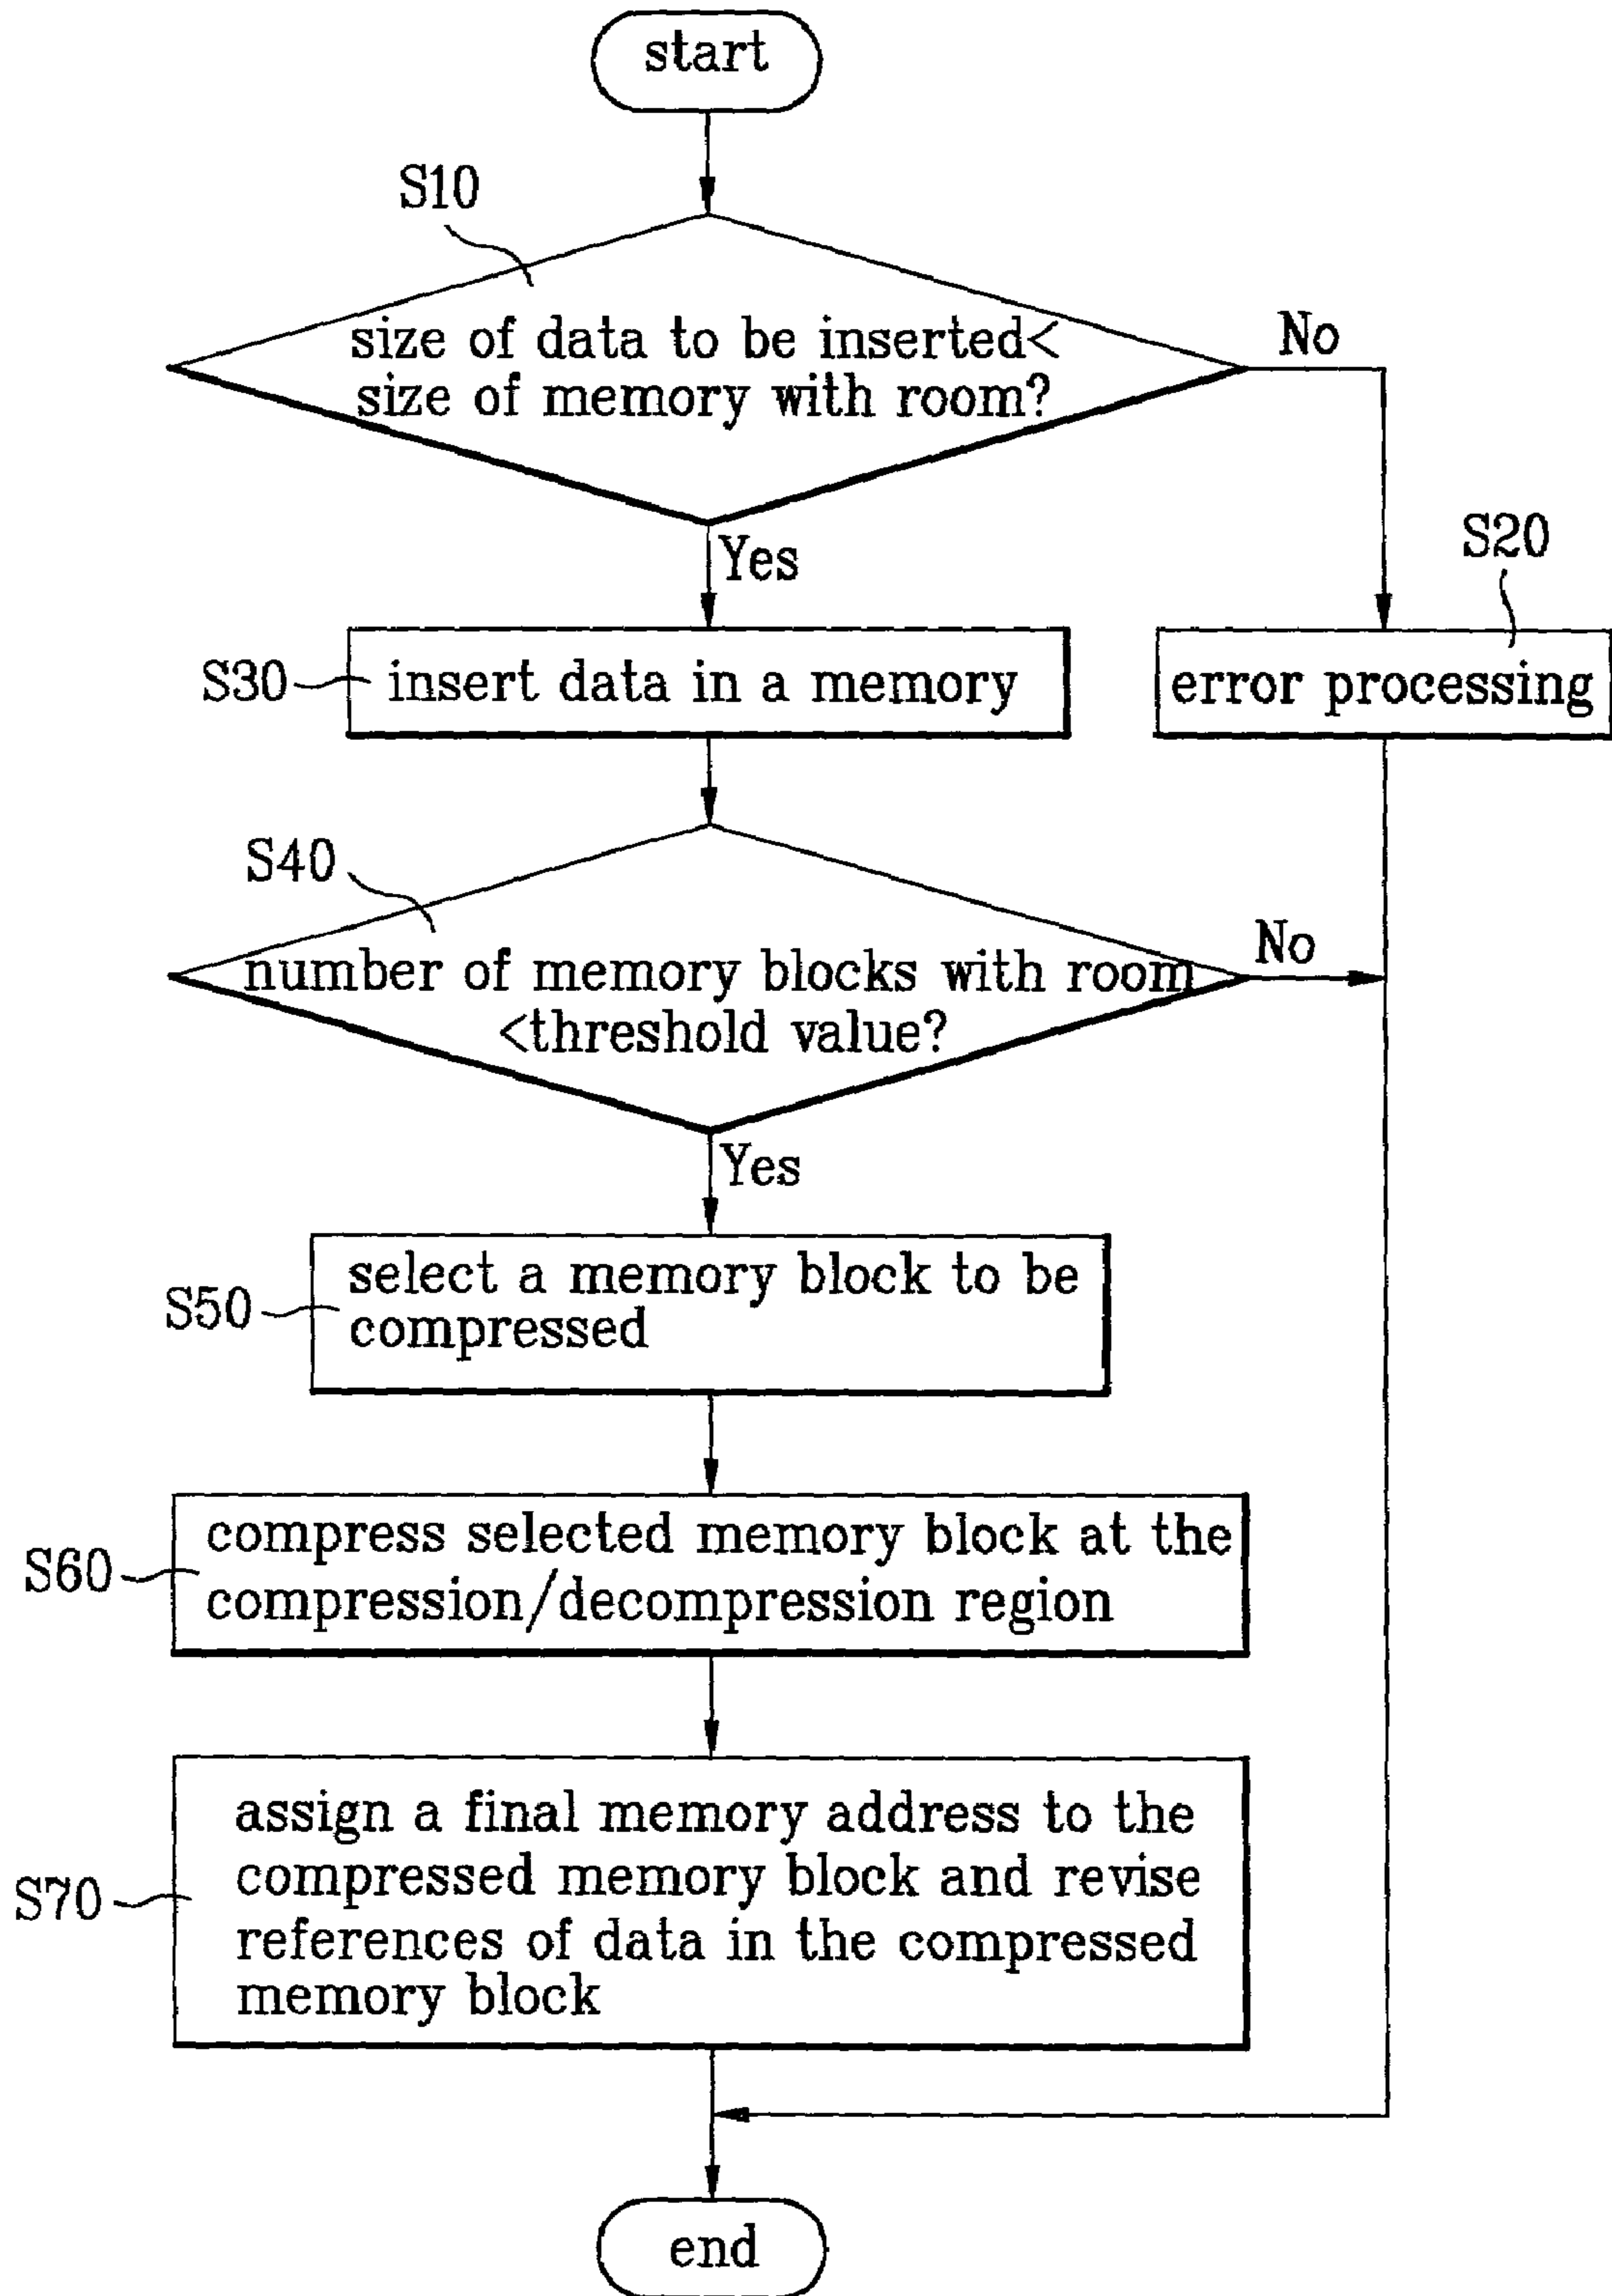 start
S10
size of data to be inserted<
size of memory with room?
No
Yes
S20
S30
insert data in a memory
error processing
S40
number of memory blocks with room
<threshold value?
No
Yes
S50
select a memory block to be
compressed
S60
compress selected memory block at the
compression/decompression region
S70
assign a final memory address to the
compressed memory block and revise
references of data in the compressed
memory block
end